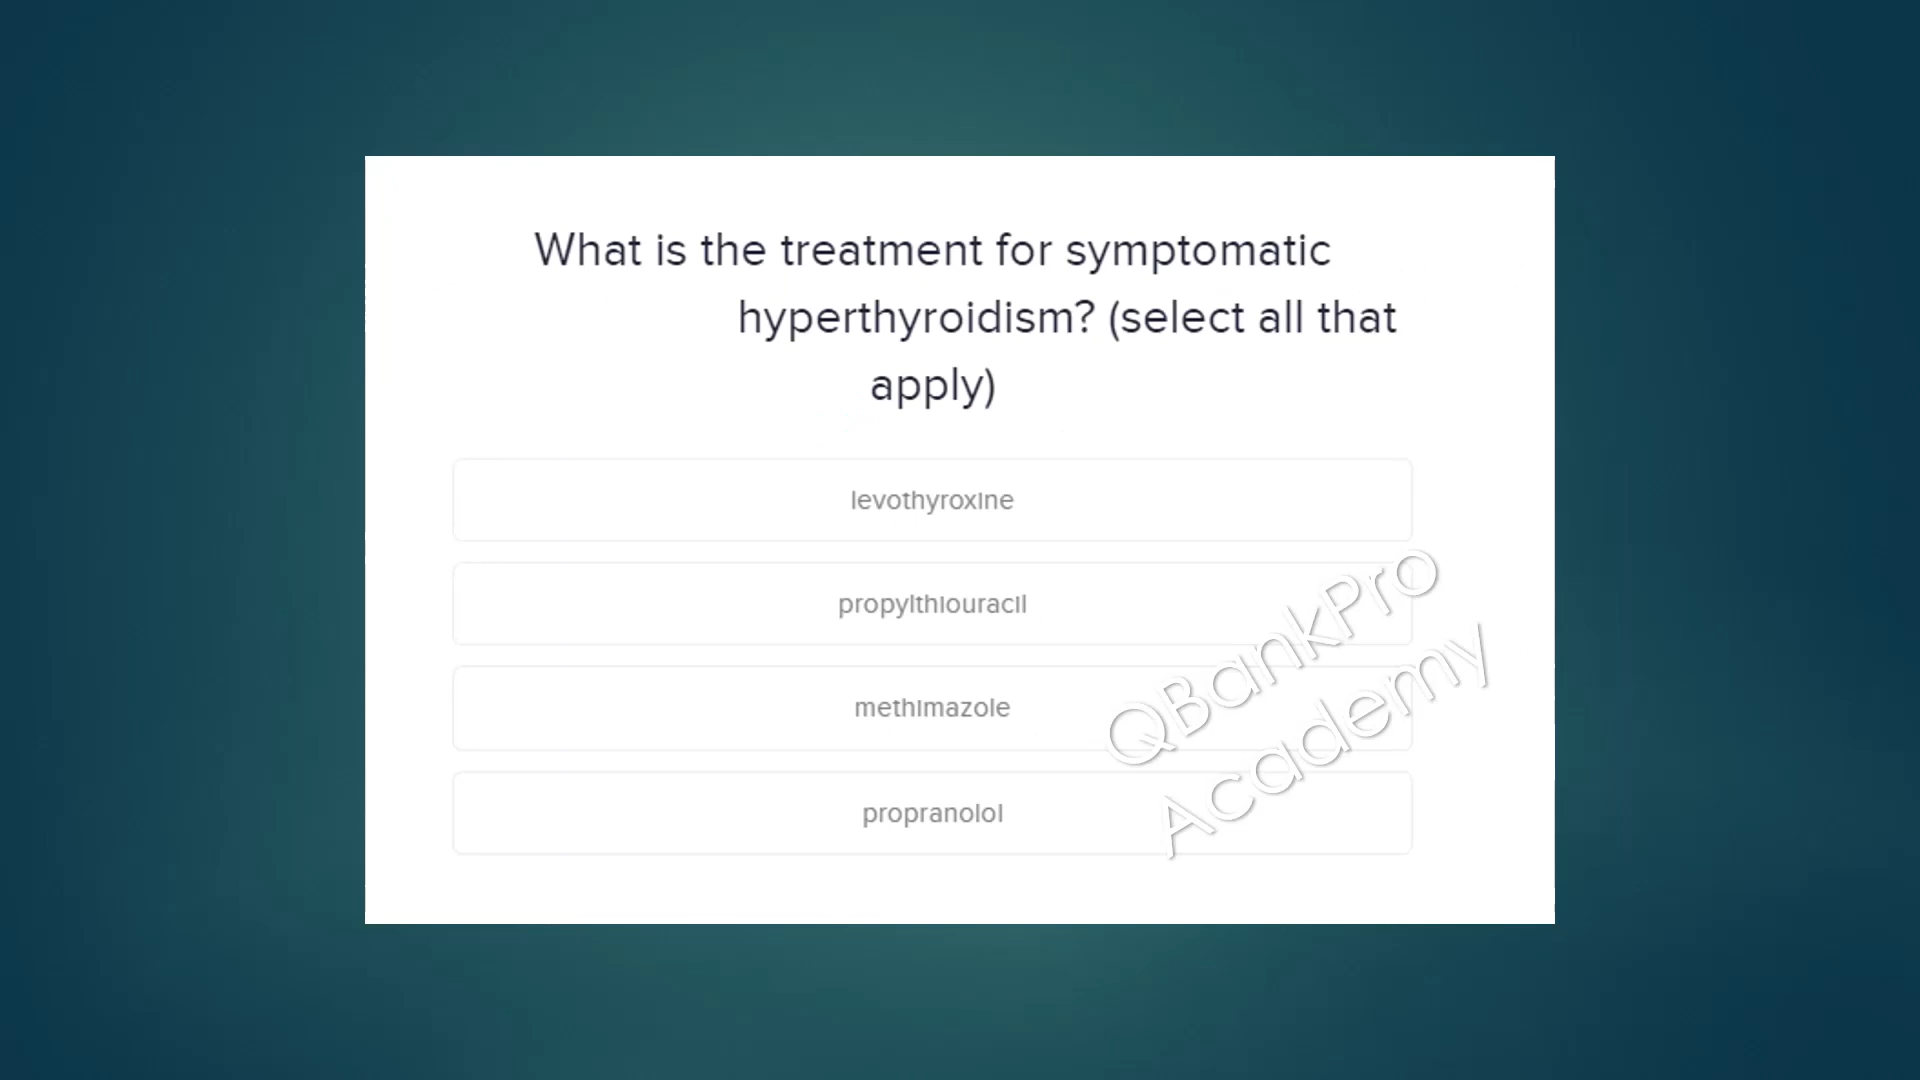 What is the treatment for symptomatic
hyperthyroidism? (select all that
apply)
levothyroxine
propylthiouracil
methimazole
propranolol
QBankPro
Academy